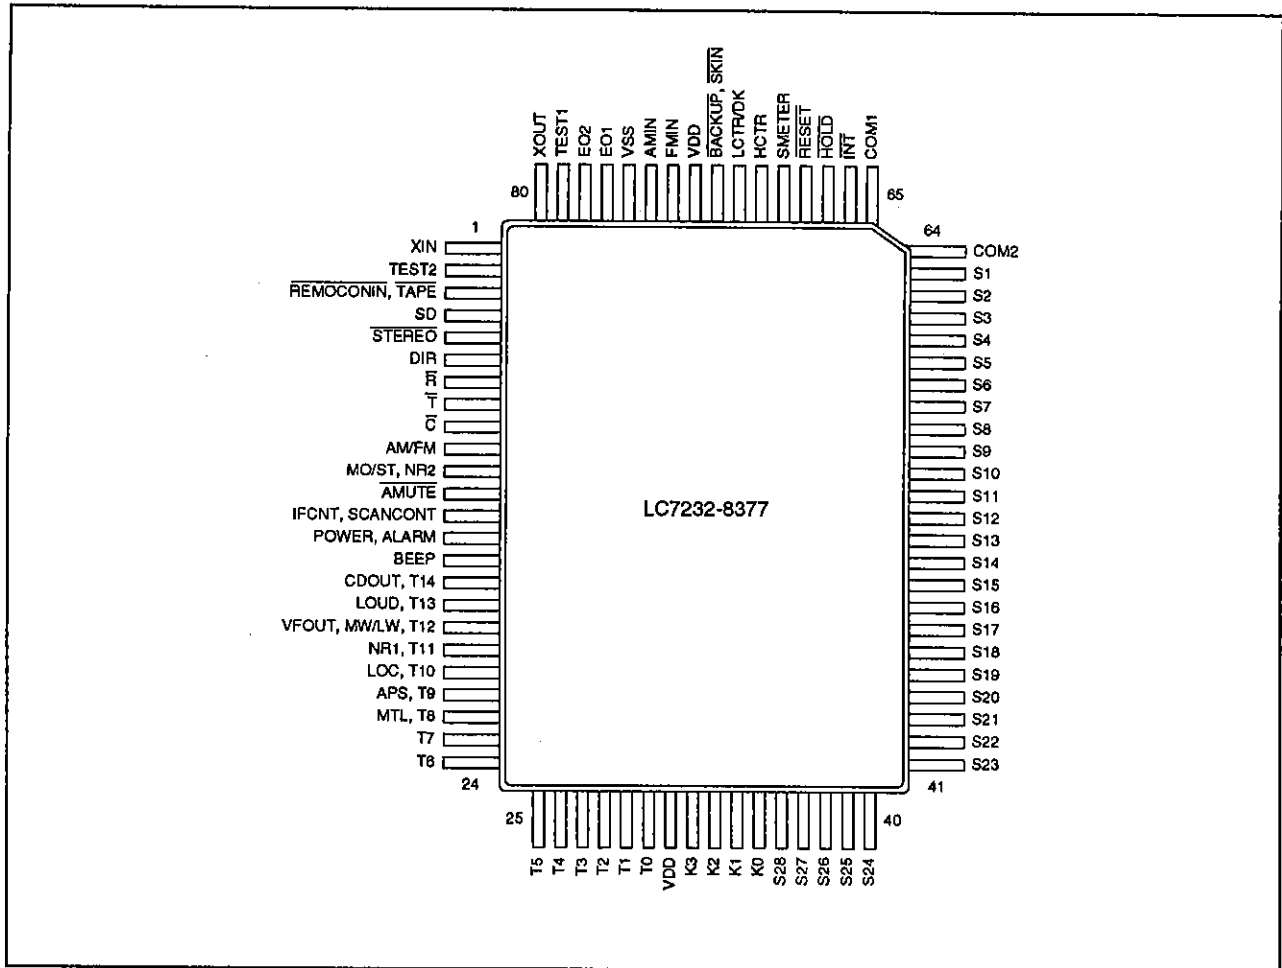 XOUT
TEST1
EO2
EO1
VSS
AMIN
FMIN
VDD
BACKUP, SKIN
LCTR/DK
HCTR
SMETER
RESET
HOLD
INT
COM1
80
65
1
64
XIN
TEST2
REMOCONIN, TAPE
SD
STEREO
DIR
R
T
C
AM/FM
MO/ST, NR2
AMUTE
IFCNT, SCANCONT
POWER, ALARM
BEEP
CDOUT, T14
LOUD, T13
VFOUT, MW/LW, T12
NR1, T11
LOC, T10
APS, T9
MTL, T8
T7
T6
LC7232-8377
COM2
S1
S2
S3
S4
S5
S6
S7
S8
S9
S10
S11
S12
S13
S14
S15
S16
S17
S18
S19
S20
S21
S22
S23
24
41
25
40
T5
T4
T3
T2
T1
T0
VDD
K3
K2
K1
K0
S28
S27
S26
S25
S24